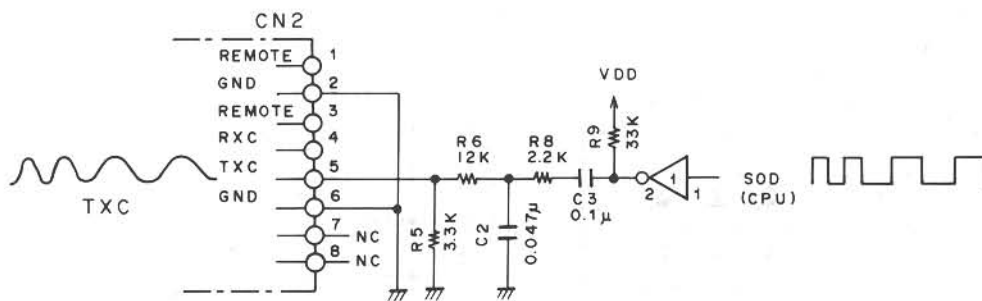 CN2
REMOTE 1
GND 2
REMOTE 3
RXC 4
TXC 5
GND 6
7 NC
8 NC
TXC
R5
3.3K
R6
12K
C2
0.047μ
R8
2.2K
C3
0.1μ
VDD
R9
33K
2 1 1
SOD
(CPU)